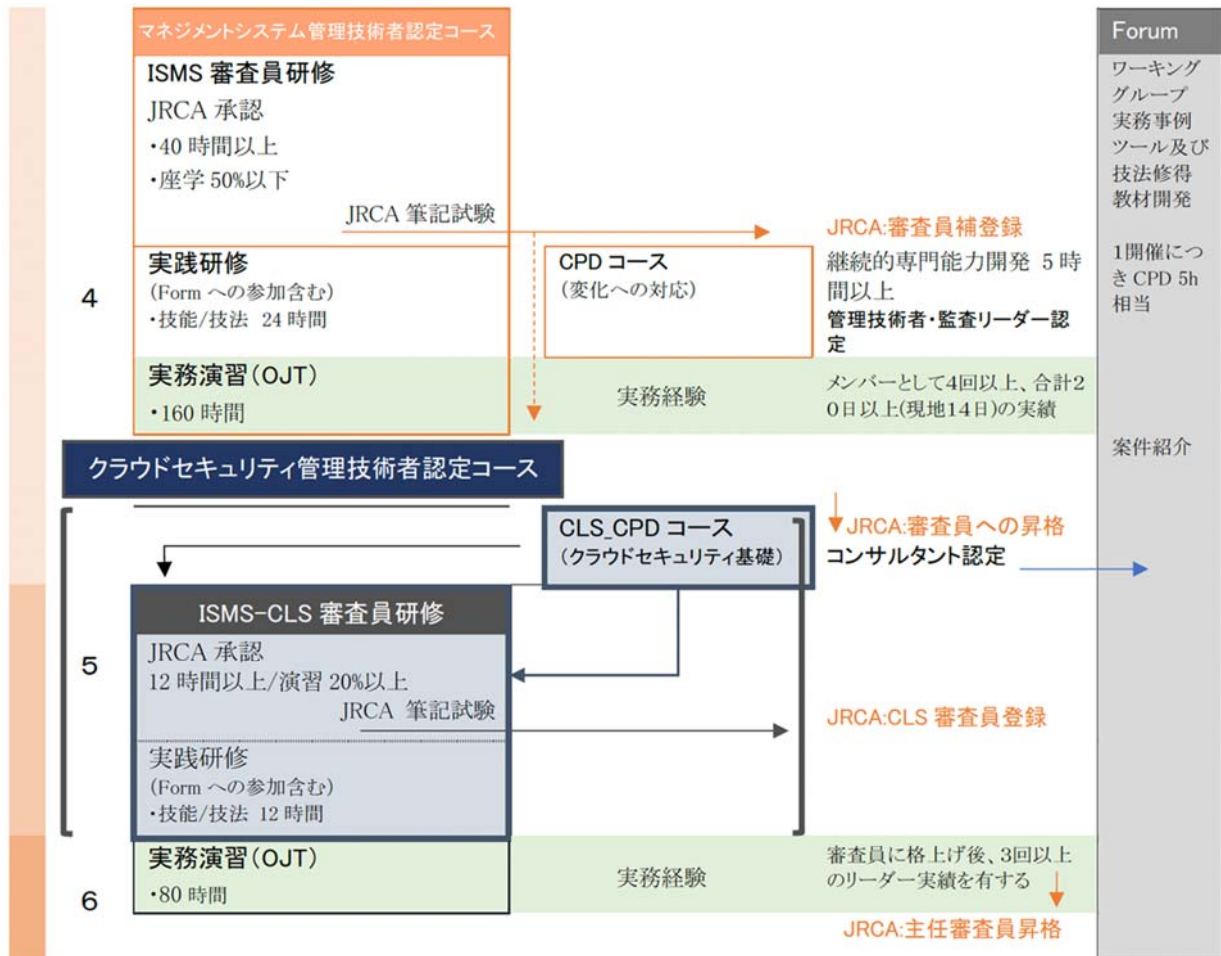 マネジメントシステム管理技術者認定コース
ISMS 審査員研修
JRCA 承認
・40 時間以上
・座学 50%以下
JRCA 筆記試験
JRCA:審査員補登録
4
実践研修
(Form への参加含む)
・技能/技法 24 時間
CPD コース
(変化への対応)
継続的専門能力開発 5 時
間以上
管理技術者・監査リーダー認
定
実務演習(OJT)
・160 時間
実務経験
メンバーとして4回以上、合計2
0日以上(現地14日)の実績
クラウドセキュリティ管理技術者認定コース
CLS_CPD コース
(クラウドセキュリティ基礎)
JRCA:審査員への昇格
コンサルタント認定
5
ISMS-CLS 審査員研修
JRCA 承認
12 時間以上/演習 20%以上
JRCA 筆記試験
JRCA:CLS 審査員登録
実践研修
(Form への参加含む)
・技能/技法 12 時間
6
実務演習(OJT)
・80 時間
実務経験
審査員に格上げ後、3回以上
のリーダー実績を有する
JRCA:主任審査員昇格
Forum
ワーキング
グループ
実務事例
ツール及び
技法修得
教材開発
1開催につ
き CPD 5h
相当
案件紹介